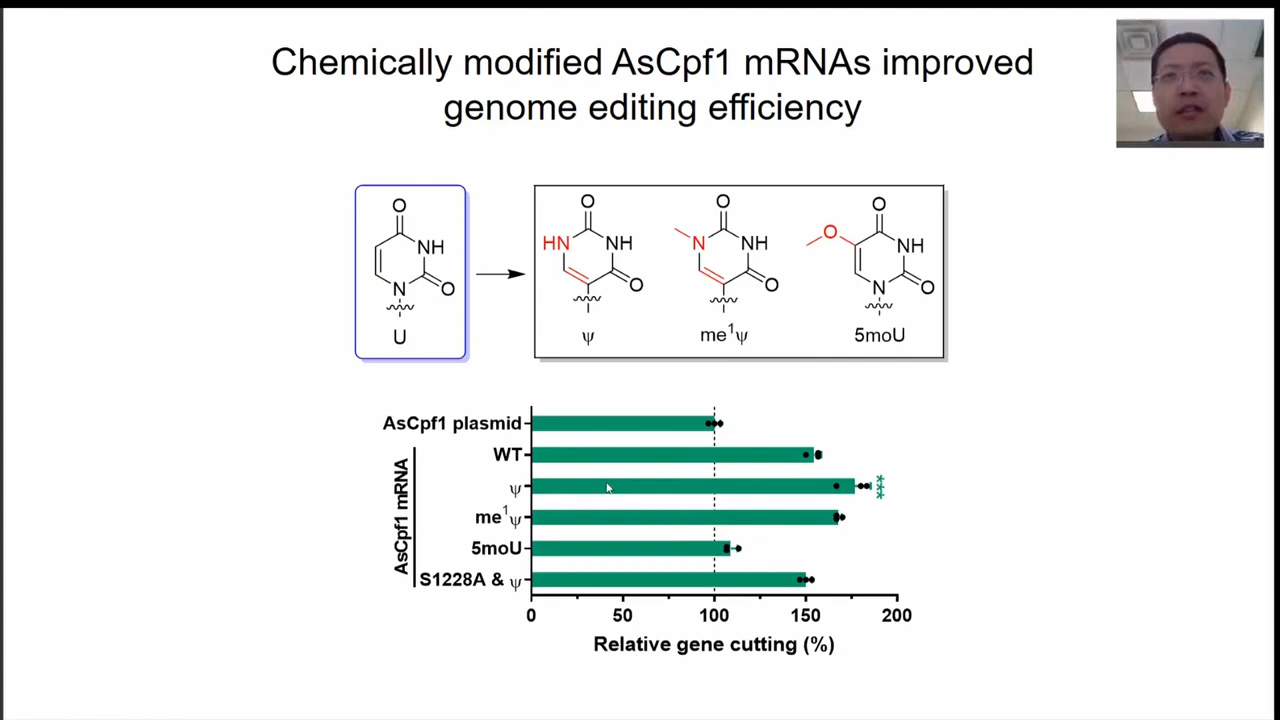 Chemically modified AsCpf1 mRNAs improved
genome editing efficiency
O
NH
N
O
U
O
HN
NH
O
ψ
O
N
NH
O
me¹ψ
O
O
NH
N
O
5moU
AsCpf1 plasmid
AsCpf1 mRNA
WT
ψ
****
me¹ψ
5moU
S1228A & ψ
0 50 100 150 200
Relative gene cutting (%)